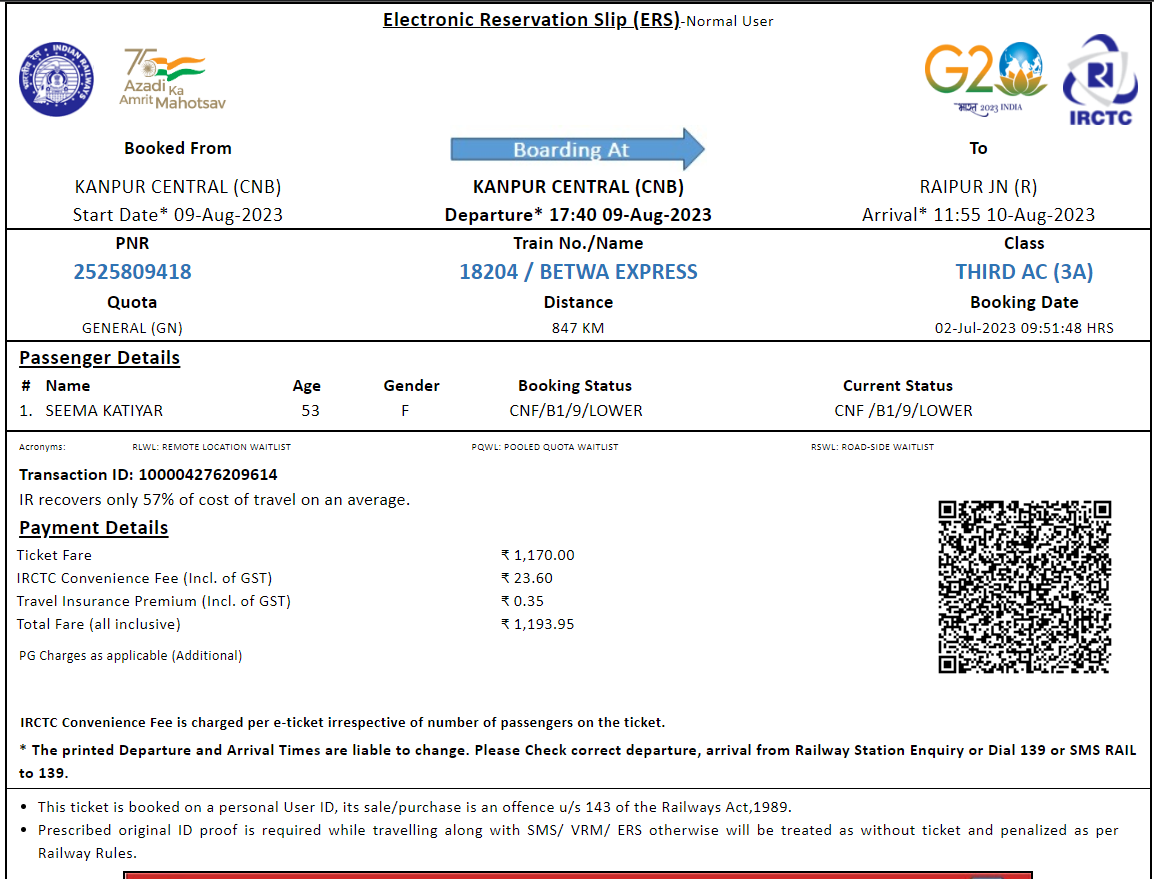 Electronic Reservation Slip (ERS)-Normal User
INDIAN RAILWAYS
भारतीय रेल
75
Azadi Ka
Amrit Mahotsav
G20
भारत 2023 INDIA
IRCTC
Booked From Boarding At To
KANPUR CENTRAL (CNB) KANPUR CENTRAL (CNB) RAIPUR JN (R)
Start Date* 09-Aug-2023 Departure* 17:40 09-Aug-2023 Arrival* 11:55 10-Aug-2023
PNR Train No./Name Class
2525809418 18204 / BETWA EXPRESS THIRD AC (3A)
Quota Distance Booking Date
GENERAL (GN) 847 KM 02-Jul-2023 09:51:48 HRS
Passenger Details
# Name Age Gender Booking Status Current Status
1. SEEMA KATIYAR 53 F CNF/B1/9/LOWER CNF /B1/9/LOWER
Acronyms: RLWL: REMOTE LOCATION WAITLIST PQWL: POOLED QUOTA WAITLIST RSWL: ROAD-SIDE WAITLIST
Transaction ID: 100004276209614
IR recovers only 57% of cost of travel on an average.
Payment Details
Ticket Fare ₹ 1,170.00
IRCTC Convenience Fee (Incl. of GST) ₹ 23.60
Travel Insurance Premium (Incl. of GST) ₹ 0.35
Total Fare (all inclusive) ₹ 1,193.95
PG Charges as applicable (Additional)
IRCTC Convenience Fee is charged per e-ticket irrespective of number of passengers on the ticket.
* The printed Departure and Arrival Times are liable to change. Please Check correct departure, arrival from Railway Station Enquiry or Dial 139 or SMS RAIL
to 139.
• This ticket is booked on a personal User ID, its sale/purchase is an offence u/s 143 of the Railways Act,1989.
• Prescribed original ID proof is required while travelling along with SMS/ VRM/ ERS otherwise will be treated as without ticket and penalized as per
Railway Rules.